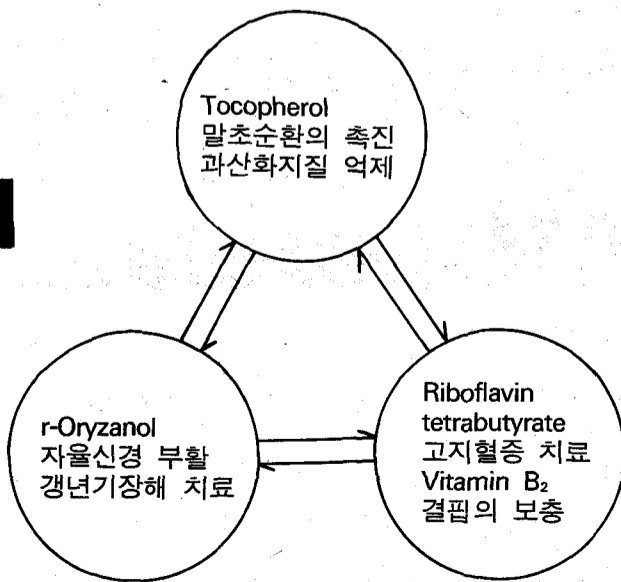 Tocopherol
말초순환의 촉진
과산화지질 억제
r-Oryzanol
자율신경 부활
갱년기장해 치료
Riboflavin
tetrabutyrate
고지혈증 치료
Vitamin B₂
결핍의 보충